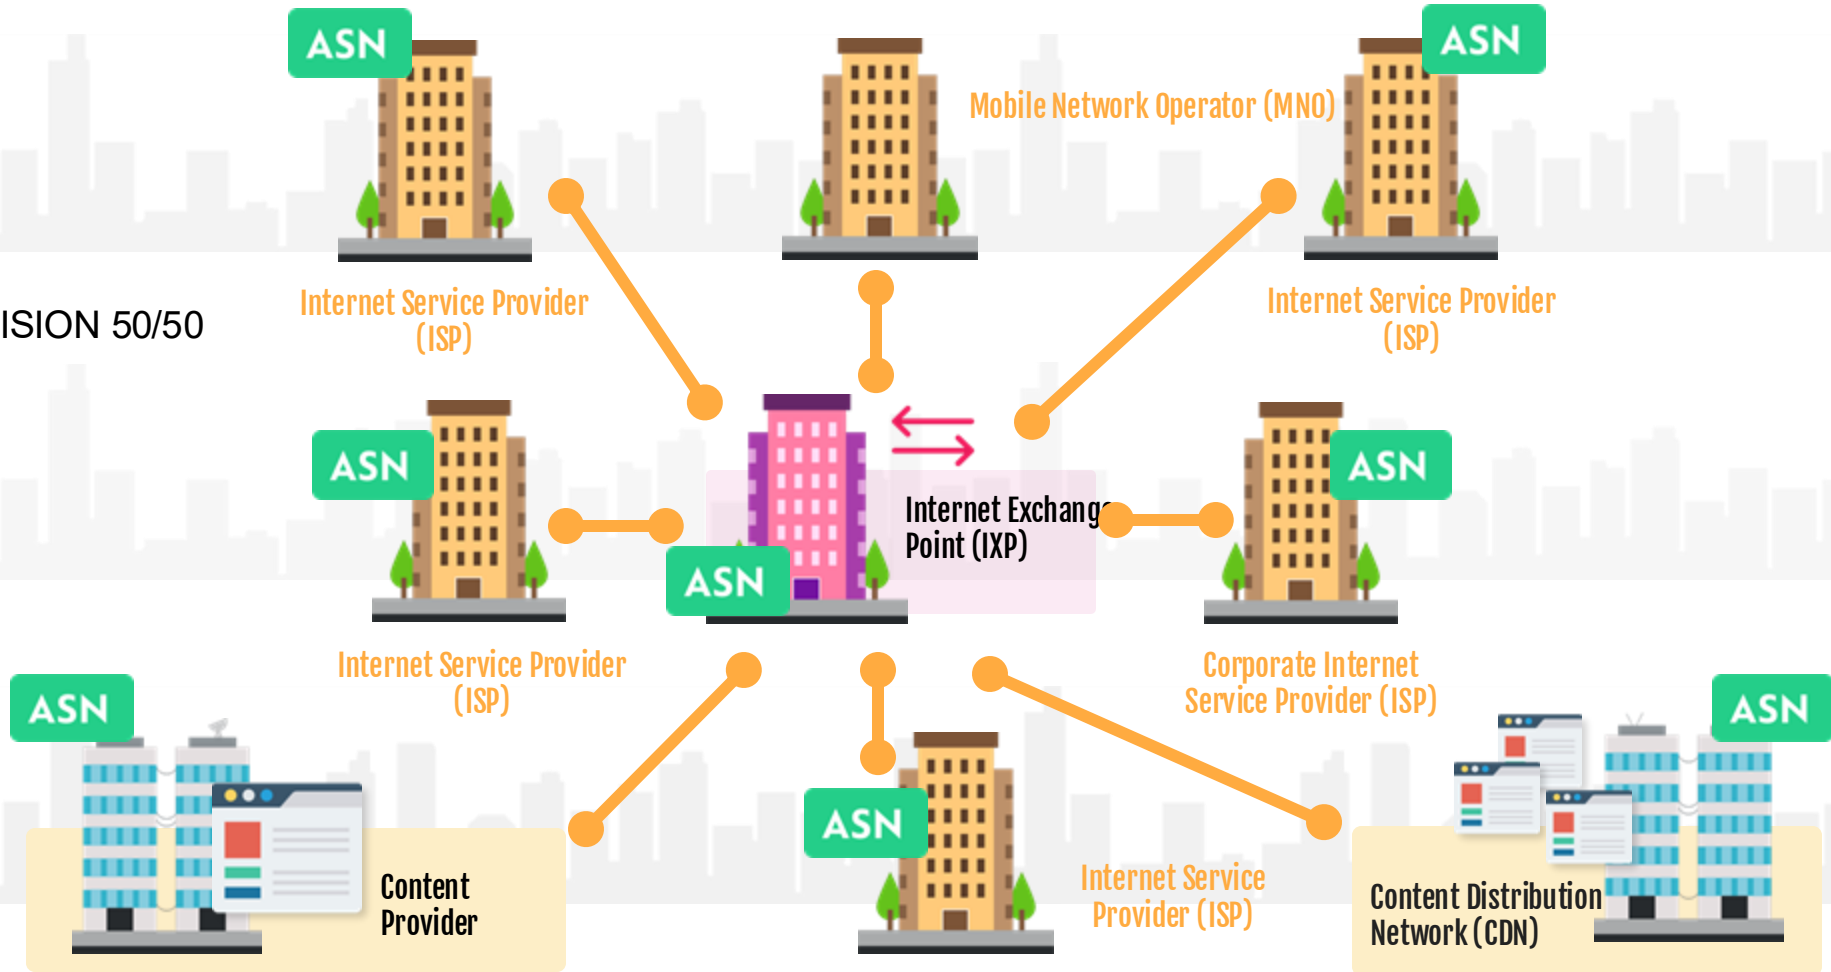 ASN
ASN
Mobile Network Operator (MNO)
Internet Service Provider
(ISP)
Internet Service Provider
(ISP)
ISION 50/50
ASN
ASN
Internet Exchange
Point (IXP)
ASN
Internet Service Provider
(ISP)
Corporate Internet
Service Provider (ISP)
ASN
ASN
ASN
Content
Provider
Internet Service
Provider (ISP)
Content Distribution
Network (CDN)